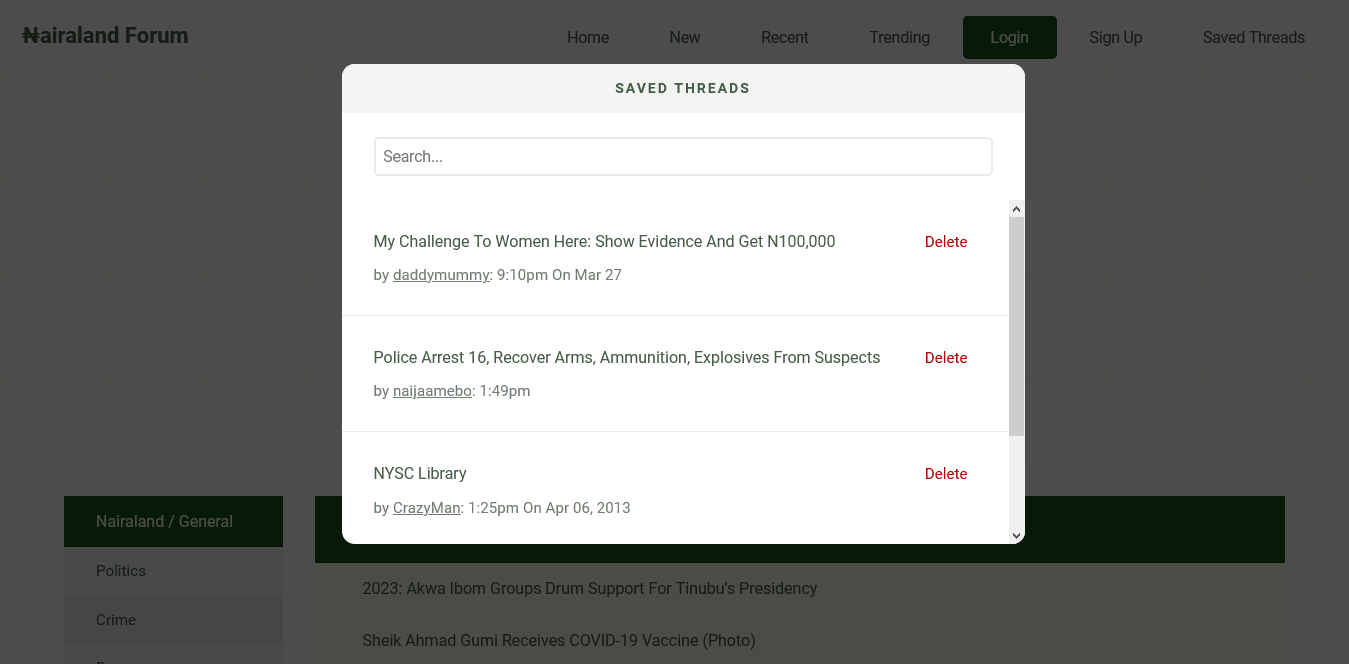 ₦airaland Forum
Home New Recent Trending Login Sign Up Saved Threads
SAVED THREADS
Search...
My Challenge To Women Here: Show Evidence And Get N100,000 Delete
by daddymummy: 9:10pm On Mar 27
Police Arrest 16, Recover Arms, Ammunition, Explosives From Suspects Delete
by naijaamebo: 1:49pm
NYSC Library Delete
by CrazyMan: 1:25pm On Apr 06, 2013
Nairaland / General
Politics
Crime
2023: Akwa Ibom Groups Drum Support For Tinubu’s Presidency
Sheik Ahmad Gumi Receives COVID-19 Vaccine (Photo)